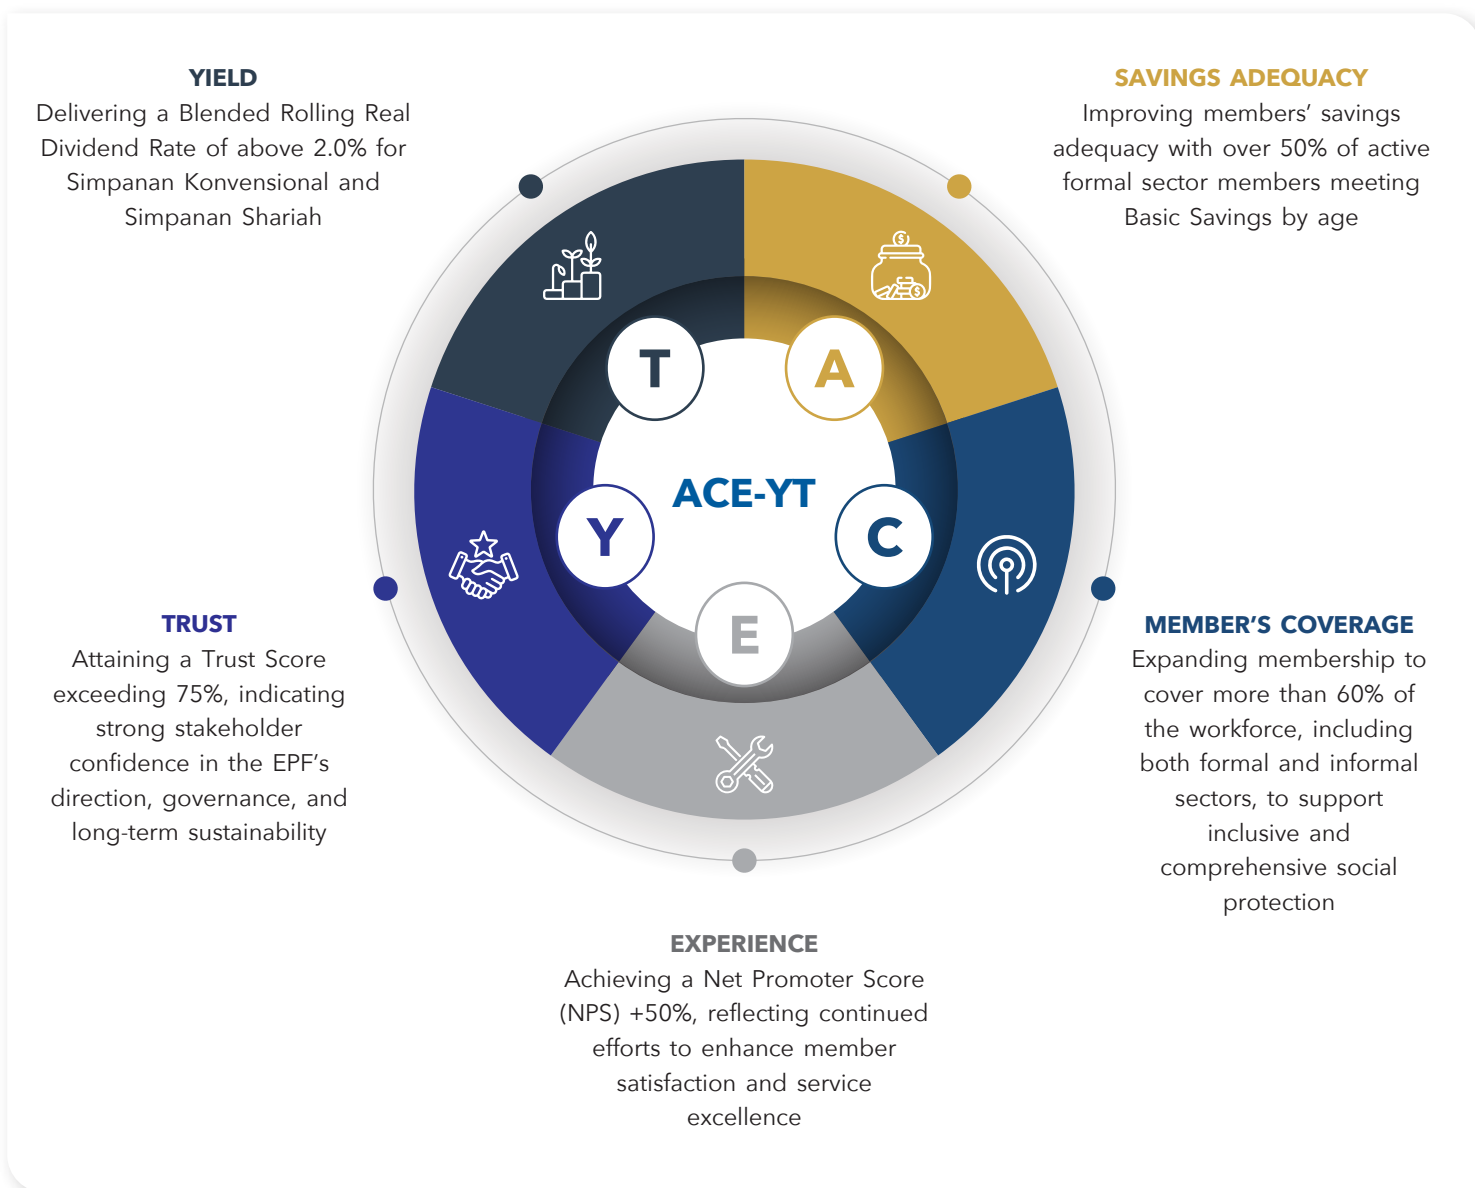 YIELD
Delivering a Blended Rolling Real
Dividend Rate of above 2.0% for
Simpanan Konvensional and
Simpanan Shariah
SAVINGS ADEQUACY
Improving members’ savings
adequacy with over 50% of active
formal sector members meeting
Basic Savings by age
T
A
ACE-YT
Y
C
E
$
$
TRUST
Attaining a Trust Score
exceeding 75%, indicating
strong stakeholder
confidence in the EPF’s
direction, governance, and
long-term sustainability
MEMBER’S COVERAGE
Expanding membership to
cover more than 60% of
the workforce, including
both formal and informal
sectors, to support
inclusive and
comprehensive social
protection
EXPERIENCE
Achieving a Net Promoter Score
(NPS) +50%, reflecting continued
efforts to enhance member
satisfaction and service
excellence